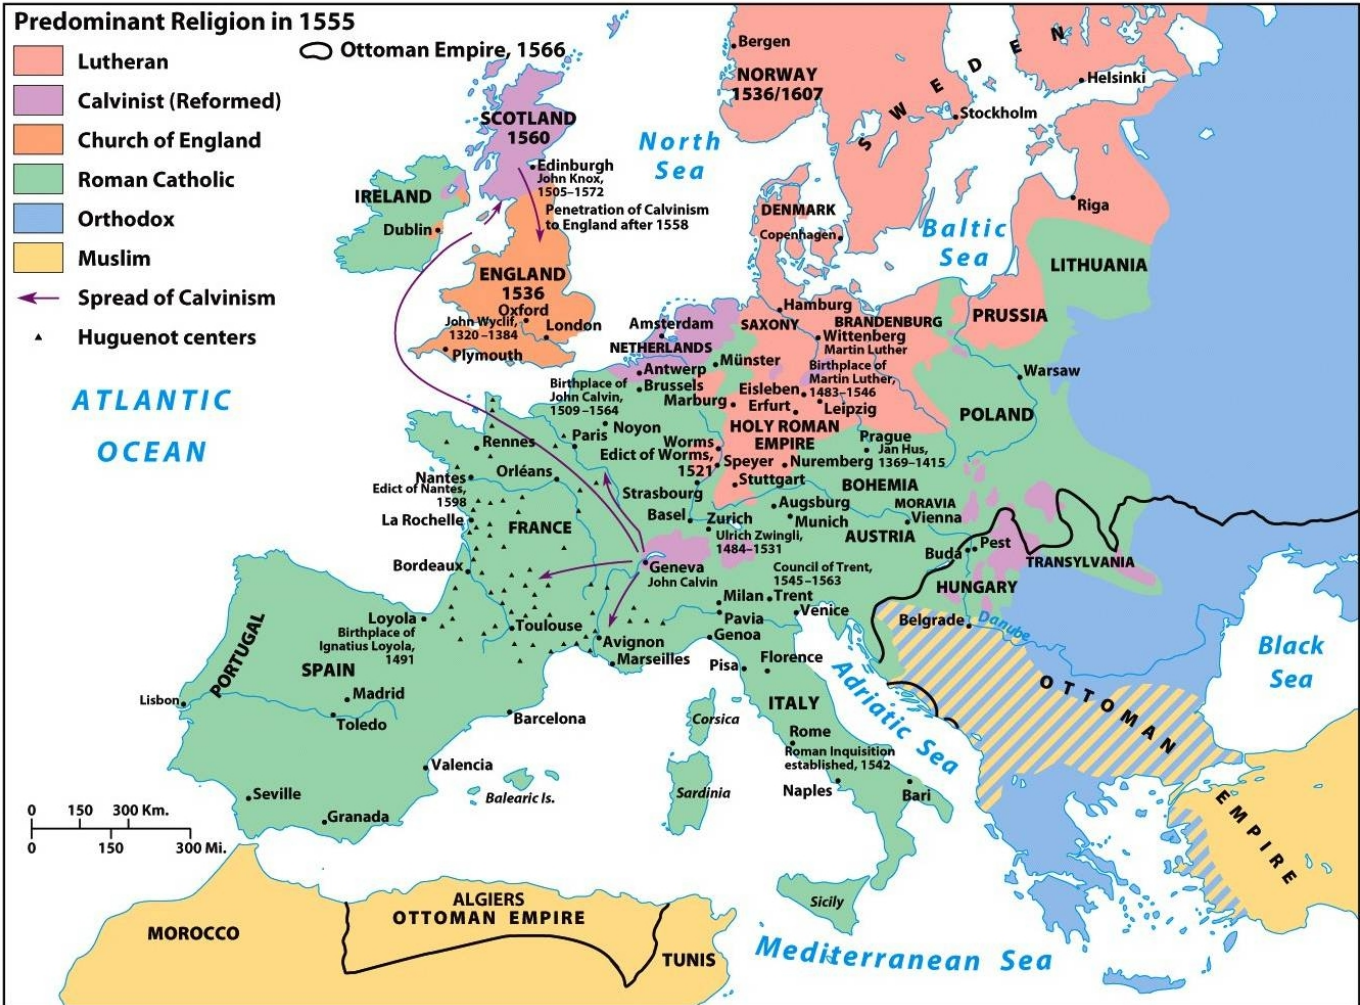 Predominant Religion in 1555
Ottoman Empire, 1566
Lutheran
Calvinist (Reformed)
Church of England
Roman Catholic
Orthodox
Muslim
Spread of Calvinism
Huguenot centers
SCOTLAND
1560
Edinburgh
John Knox,
1505–1572
Penetration of Calvinism
to England after 1558
IRELAND
Dublin
ENGLAND
1536
Oxford
John Wyclif,
1320–1384
London
Plymouth
North
Sea
Bergen
NORWAY
1536/1607
SWEDEN
Helsinki
Stockholm
Riga
DENMARK
Copenhagen
Baltic
Sea
LITHUANIA
PRUSSIA
Hamburg
SAXONY
BRANDENBURG
Wittenberg
Martin Luther
Birthplace of
Martin Luther,
1483–1546
Eisleben
Erfurt
Leipzig
Amsterdam
NETHERLANDS
Münster
Antwerp
Brussels
Marburg
Birthplace of
John Calvin,
1509–1564
Noyon
Paris
HOLY ROMAN
EMPIRE
Worms
Edict of Worms,
1521
Speyer
Nuremberg
Stuttgart
Strasbourg
Prague
Jan Hus,
1369–1415
BOHEMIA
MORAVIA
Warsaw
POLAND
ATLANTIC
OCEAN
Rennes
Orléans
Nantes
Edict of Nantes,
1598
La Rochelle
FRANCE
Bordeaux
Basel
Zurich
Ulrich Zwingli,
1484–1531
Augsburg
Munich
Vienna
AUSTRIA
Geneva
John Calvin
Council of Trent,
1545–1563
Buda
Pest
TRANSYLVANIA
HUNGARY
Milan
Trent
Pavia
Venice
Genoa
Belgrade
Danube
Loyola
Birthplace of
Ignatius Loyola,
1491
Toulouse
Avignon
Marseilles
PORTUGAL
SPAIN
Lisbon
Madrid
Toledo
Barcelona
Valencia
Seville
Granada
Balearic Is.
Corsica
Sardinia
Pisa
Florence
ITALY
Rome
Roman Inquisition
established, 1542
Naples
Bari
Sicily
Adriatic Sea
Black
Sea
OTTOMAN
EMPIRE
0 150 300 Km.
0 150 300 Mi.
MOROCCO
ALGIERS
OTTOMAN EMPIRE
TUNIS
Mediterranean Sea